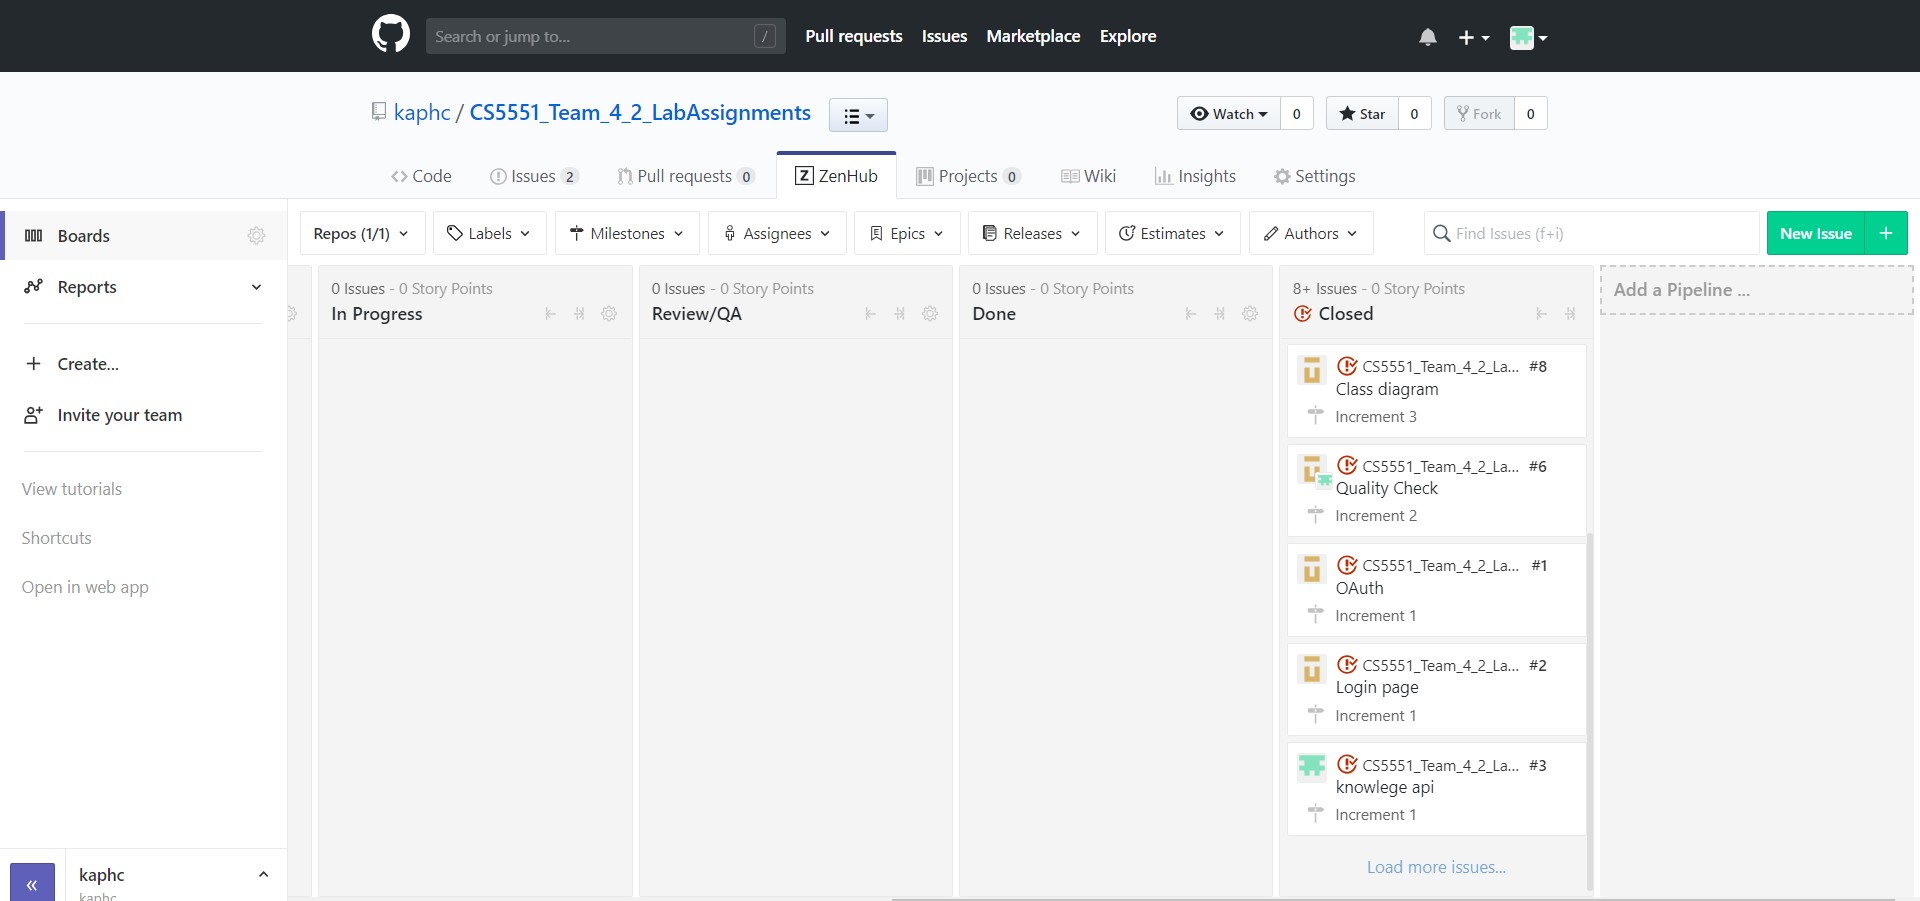 Search or jump to... /
Pull requests Issues Marketplace Explore
kaphc / CS5551_Team_4_2_LabAssignments
Watch 0 Star 0 Fork 0
Code Issues 2 Pull requests 0 Z ZenHub Projects 0 Wiki Insights Settings
Boards
Reports
Create...
Invite your team
View tutorials
Shortcuts
Open in web app
kaphc
kaphc
«
Repos (1/1) Labels Milestones Assignees Epics Releases Estimates Authors Find Issues (f+i) New Issue +
0 Issues - 0 Story Points
In Progress
0 Issues - 0 Story Points
Review/QA
0 Issues - 0 Story Points
Done
8+ Issues - 0 Story Points
Closed
CS5551_Team_4_2_La... #8
Class diagram
Increment 3
CS5551_Team_4_2_La... #6
Quality Check
Increment 2
CS5551_Team_4_2_La... #1
OAuth
Increment 1
CS5551_Team_4_2_La... #2
Login page
Increment 1
CS5551_Team_4_2_La... #3
knowlege api
Increment 1
Load more issues...
Add a Pipeline ...